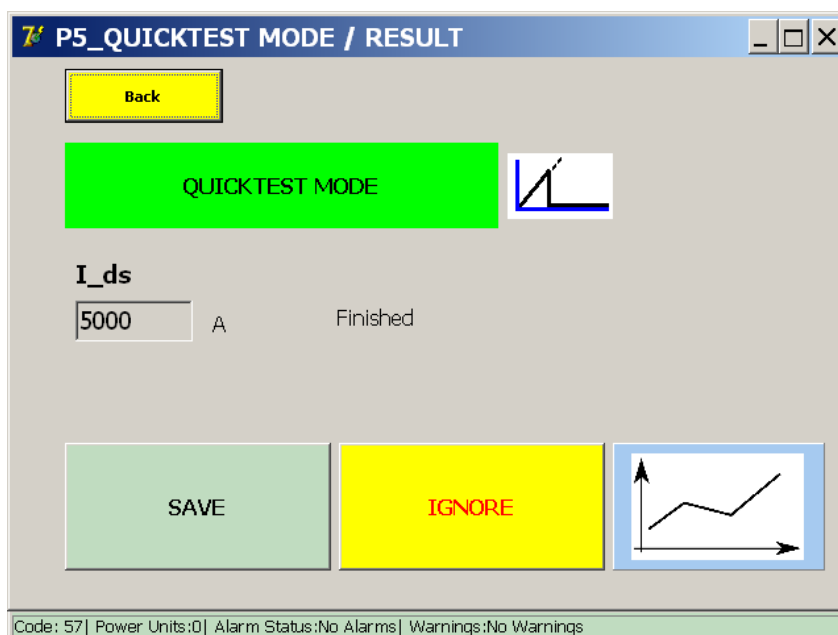 P5_QUICKTEST MODE / RESULT
Back
QUICKTEST MODE
I_ds
5000 A Finished
SAVE IGNORE
Code: 57| Power Units:0| Alarm Status:No Alarms| Warnings:No Warnings